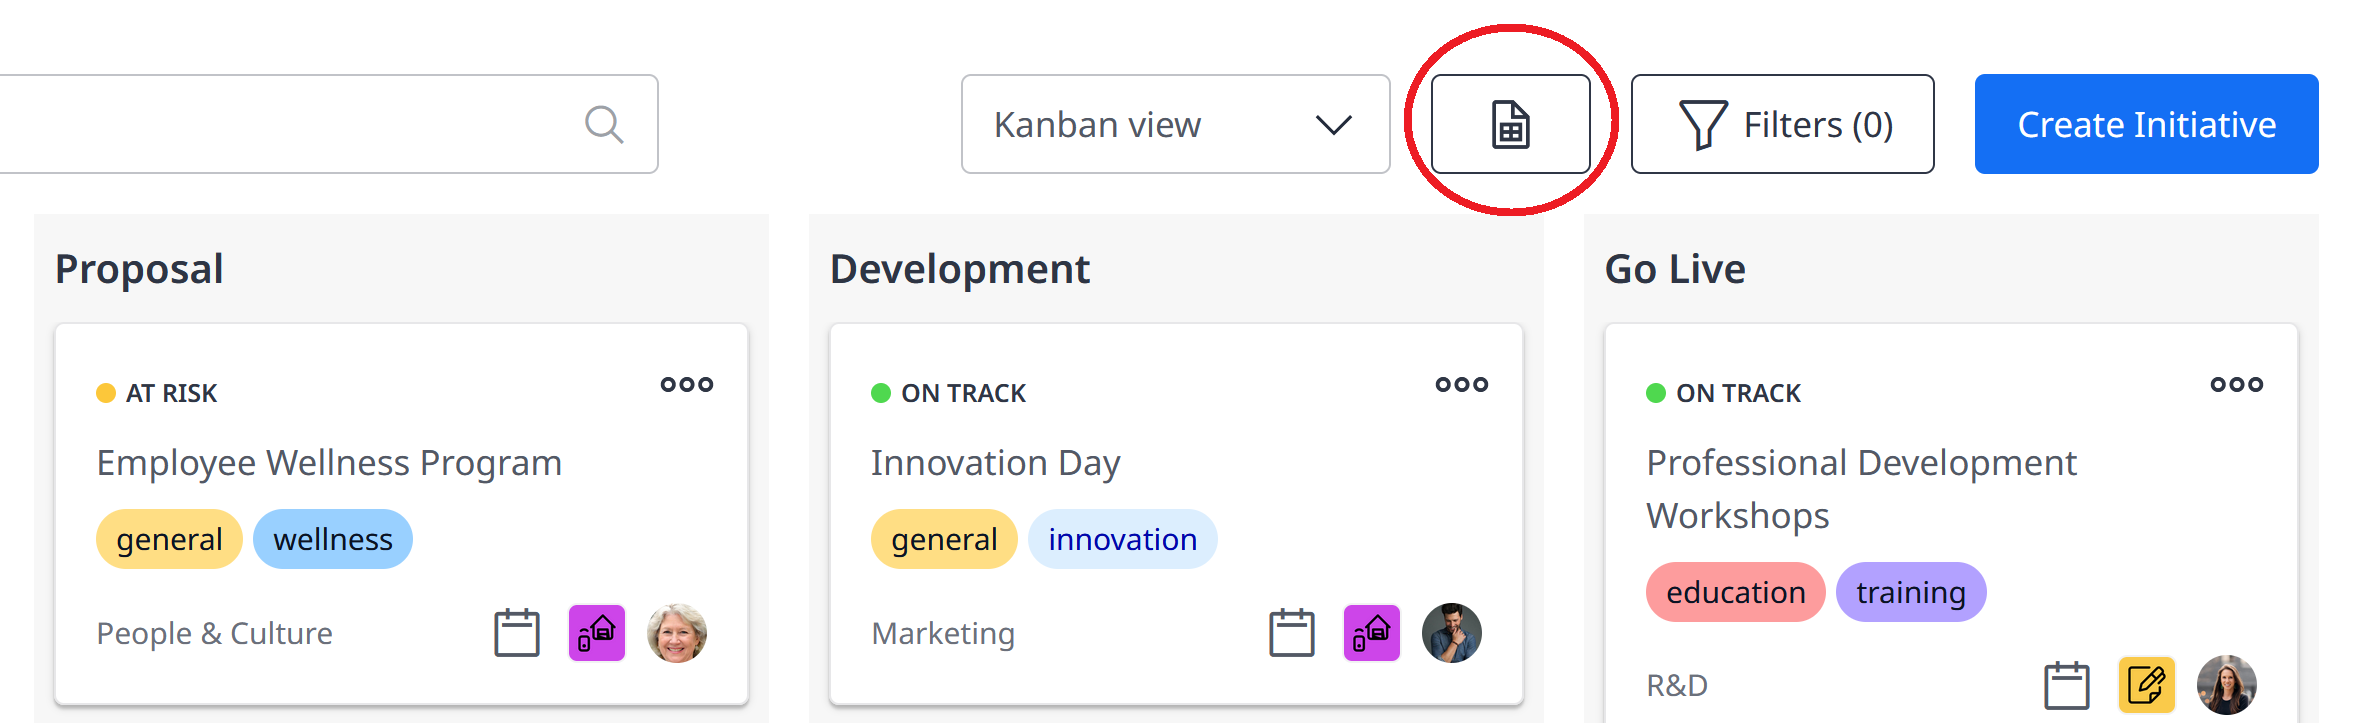 Kanban view
Filters (0)
Create Initiative
Proposal
AT RISK
Employee Wellness Program
general
wellness
People & Culture
Development
ON TRACK
Innovation Day
general
innovation
Marketing
Go Live
ON TRACK
Professional Development
Workshops
education
training
R&D